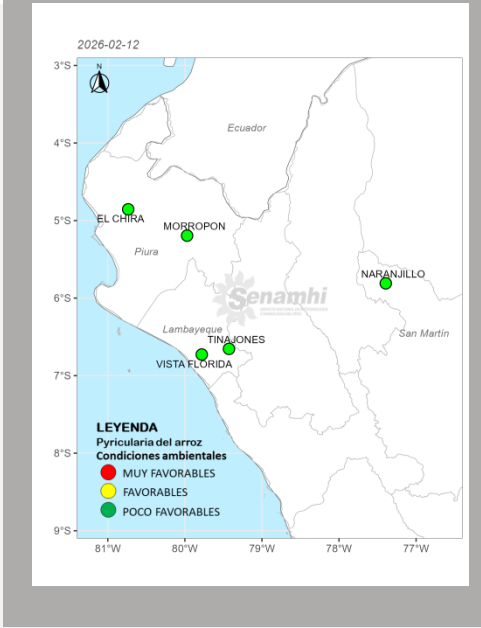 2026-02-12
3°S
N
4°S
Ecuador
5°S
EL CHIRA
MORROPON
Piura
NARANJILLO
6°S
Senamhi
Lambayeque
San Martín
TINAJONES
VISTA FLORIDA
7°S
LEYENDA
Pyricularia del arroz
Condiciones ambientales
MUY FAVORABLES
FAVORABLES
POCO FAVORABLES
8°S
9°S
81°W 80°W 79°W 78°W 77°W